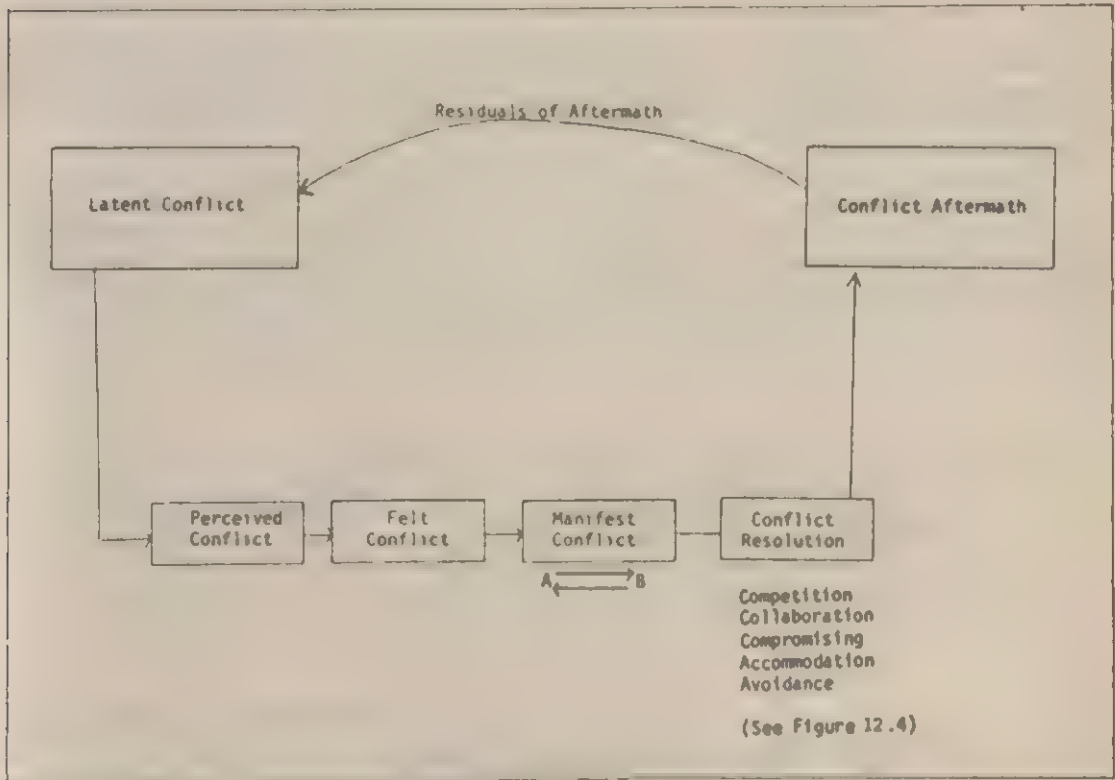 Residuals of Aftermath
Latent Conflict
Conflict Aftermath
Perceived
Conflict
Felt
Conflict
Manifest
Conflict
A B
Conflict
Resolution
Competition
Collaboration
Compromising
Accommodation
Avoidance
(See Figure 12.4)